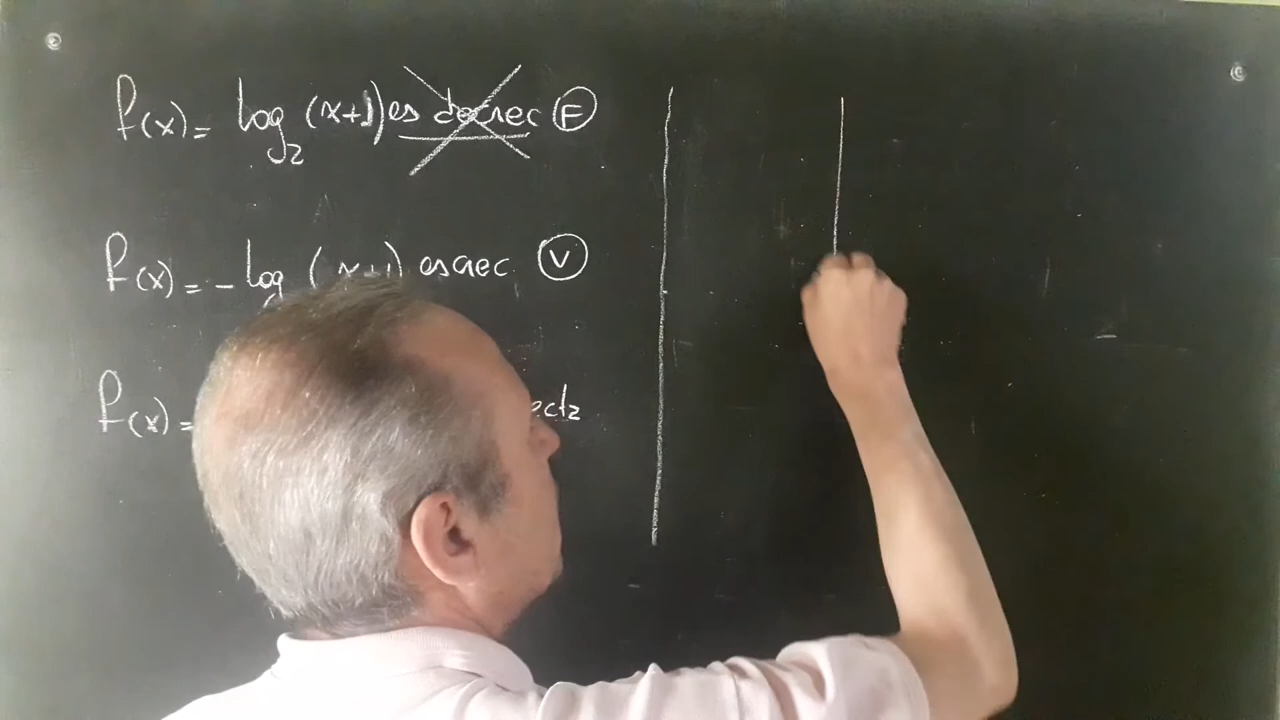 f(x) = log₂ (x+1) es decrec F
f(x) = - log (x+1) es crec. V
f(x) =